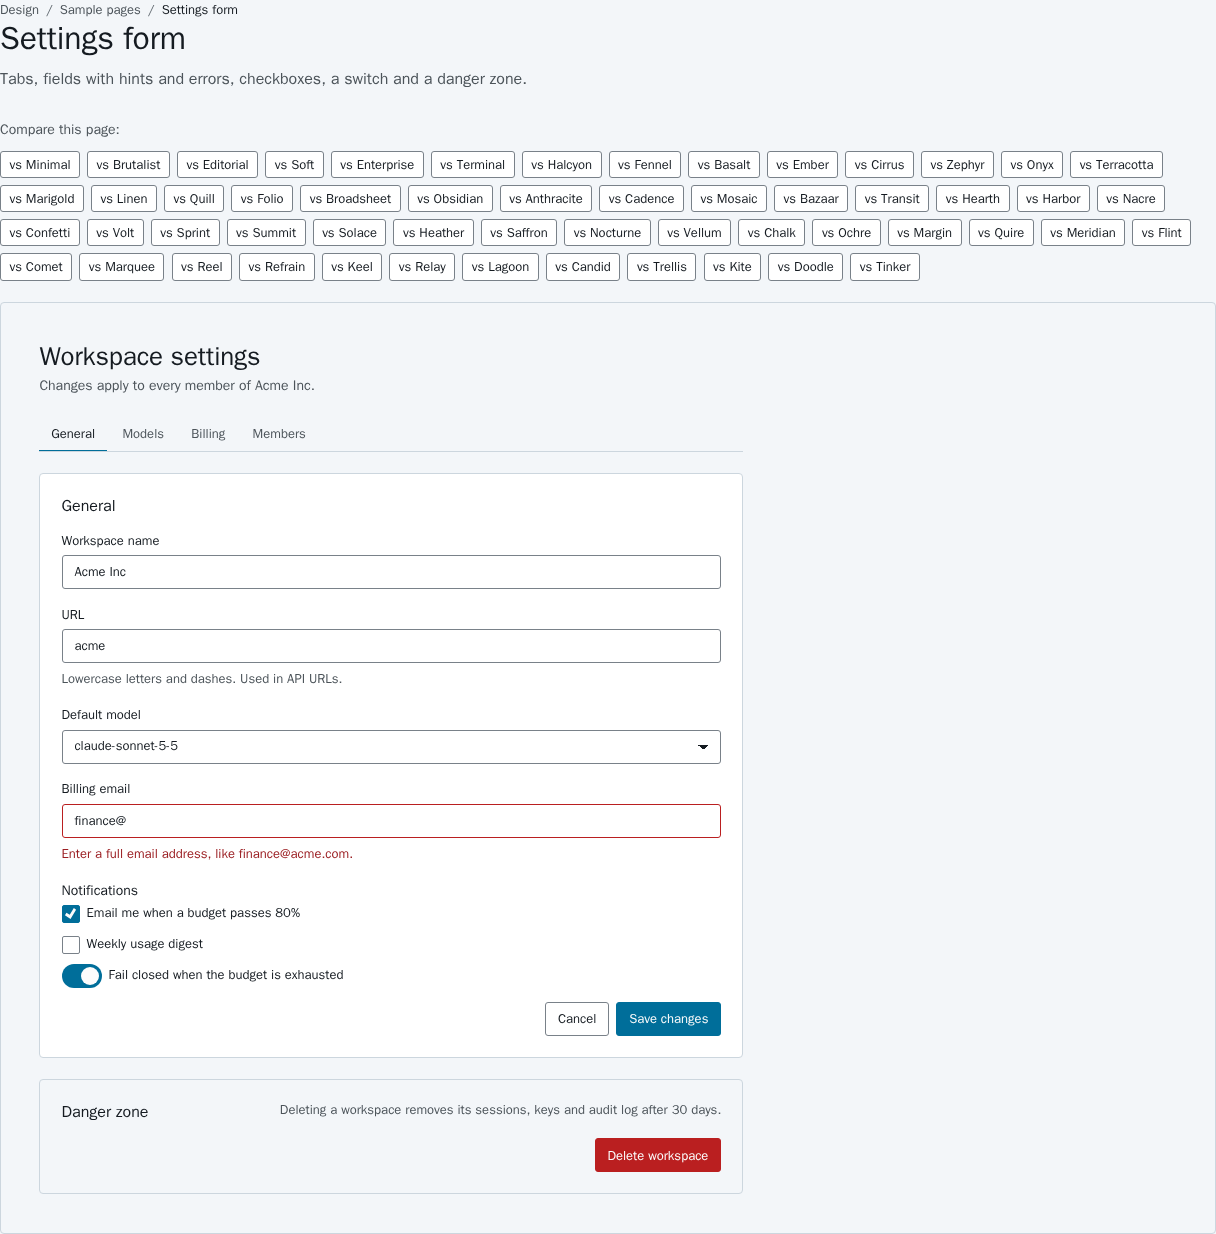 Design / Sample pages / Settings form
Settings form
Tabs, fields with hints and errors, checkboxes, a switch and a danger zone.
Compare this page:
vs Minimal vs Brutalist vs Editorial vs Soft vs Enterprise vs Terminal vs Halcyon vs Fennel vs Basalt vs Ember vs Cirrus vs Zephyr vs Onyx vs Terracotta
vs Marigold vs Linen vs Quill vs Folio vs Broadsheet vs Obsidian vs Anthracite vs Cadence vs Mosaic vs Bazaar vs Transit vs Hearth vs Harbor vs Nacre
vs Confetti vs Volt vs Sprint vs Summit vs Solace vs Heather vs Saffron vs Nocturne vs Vellum vs Chalk vs Ochre vs Margin vs Quire vs Meridian vs Flint
vs Comet vs Marquee vs Reel vs Refrain vs Keel vs Relay vs Lagoon vs Candid vs Trellis vs Kite vs Doodle vs Tinker
Workspace settings
Changes apply to every member of Acme Inc.
General Models Billing Members
General
Workspace name
Acme Inc
URL
acme
Lowercase letters and dashes. Used in API URLs.
Default model
claude-sonnet-5-5
Billing email
finance@
Enter a full email address, like finance@acme.com.
Notifications
Email me when a budget passes 80%
Weekly usage digest
Fail closed when the budget is exhausted
Cancel Save changes
Danger zone Deleting a workspace removes its sessions, keys and audit log after 30 days.
Delete workspace